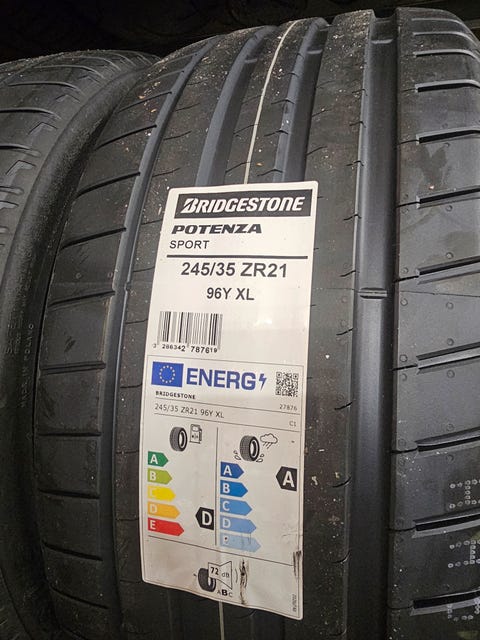 BRIDGESTONE
POTENZA
SPORT
245/35 ZR21
96Y XL
3 286342 787619
ENERG
BRIDGESTONE
27876
245/35 ZR21 96Y XL
C1
A
B
C
D
E
D
A
B
C
D
A
72 dB
ABC